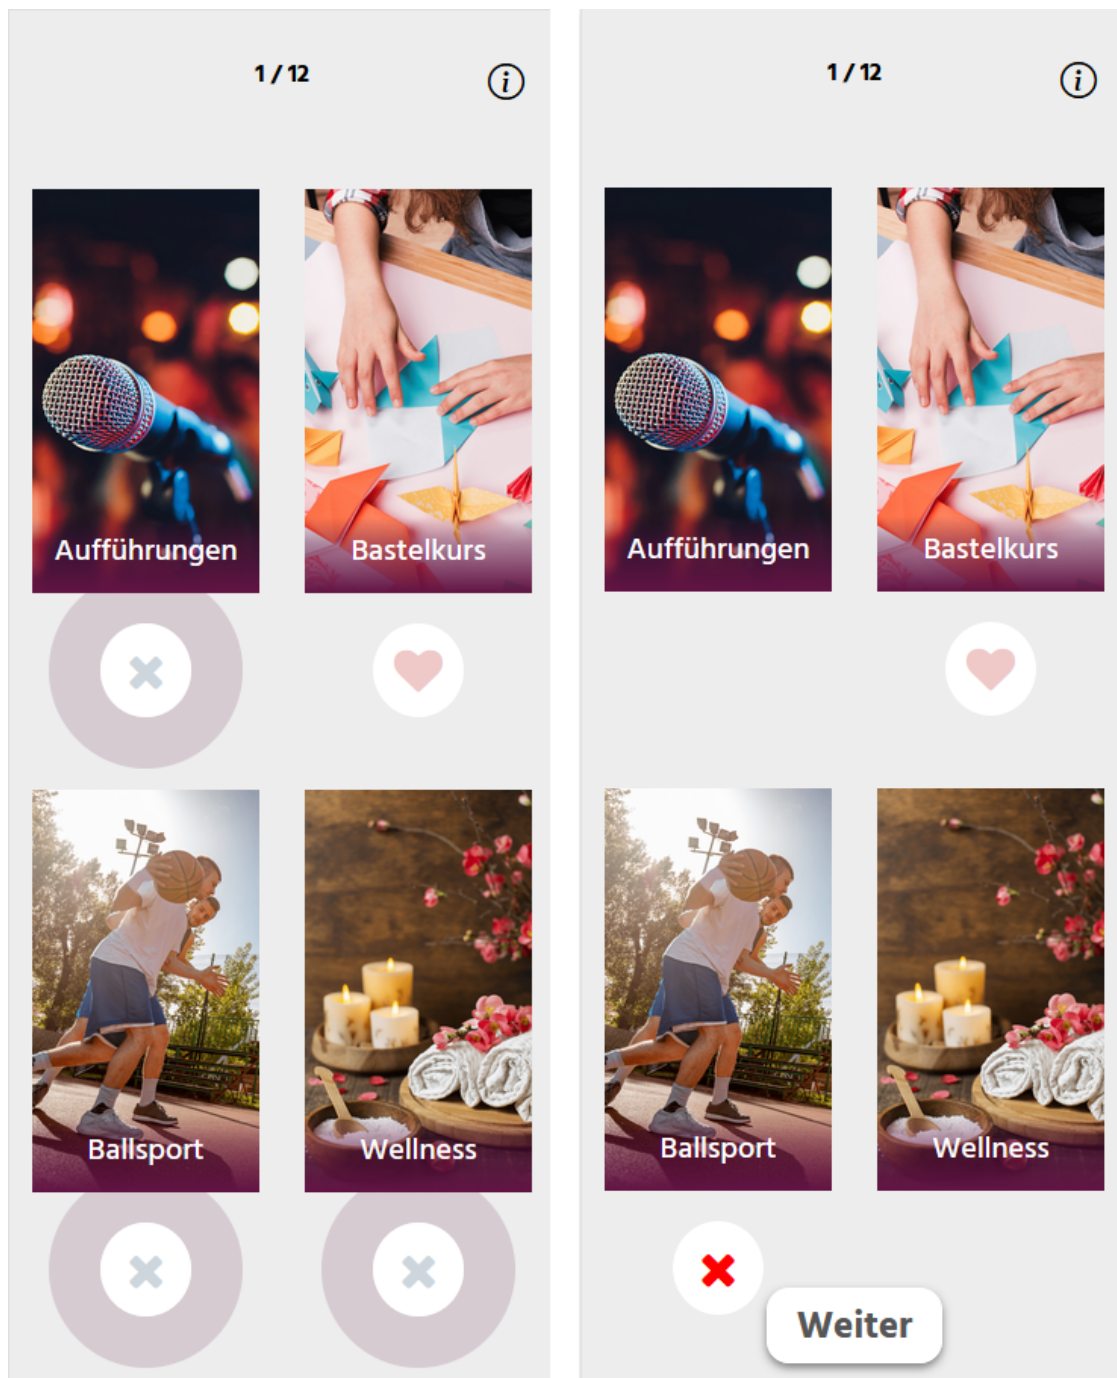 1 / 12
i
Aufführungen
Bastelkurs
Ballsport
Wellness
1 / 12
i
Aufführungen
Bastelkurs
Ballsport
Wellness
Weiter